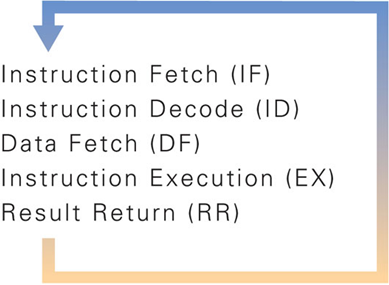 Instruction Fetch (IF)
Instruction Decode (ID)
Data Fetch (DF)
Instruction Execution (EX)
Result Return (RR)